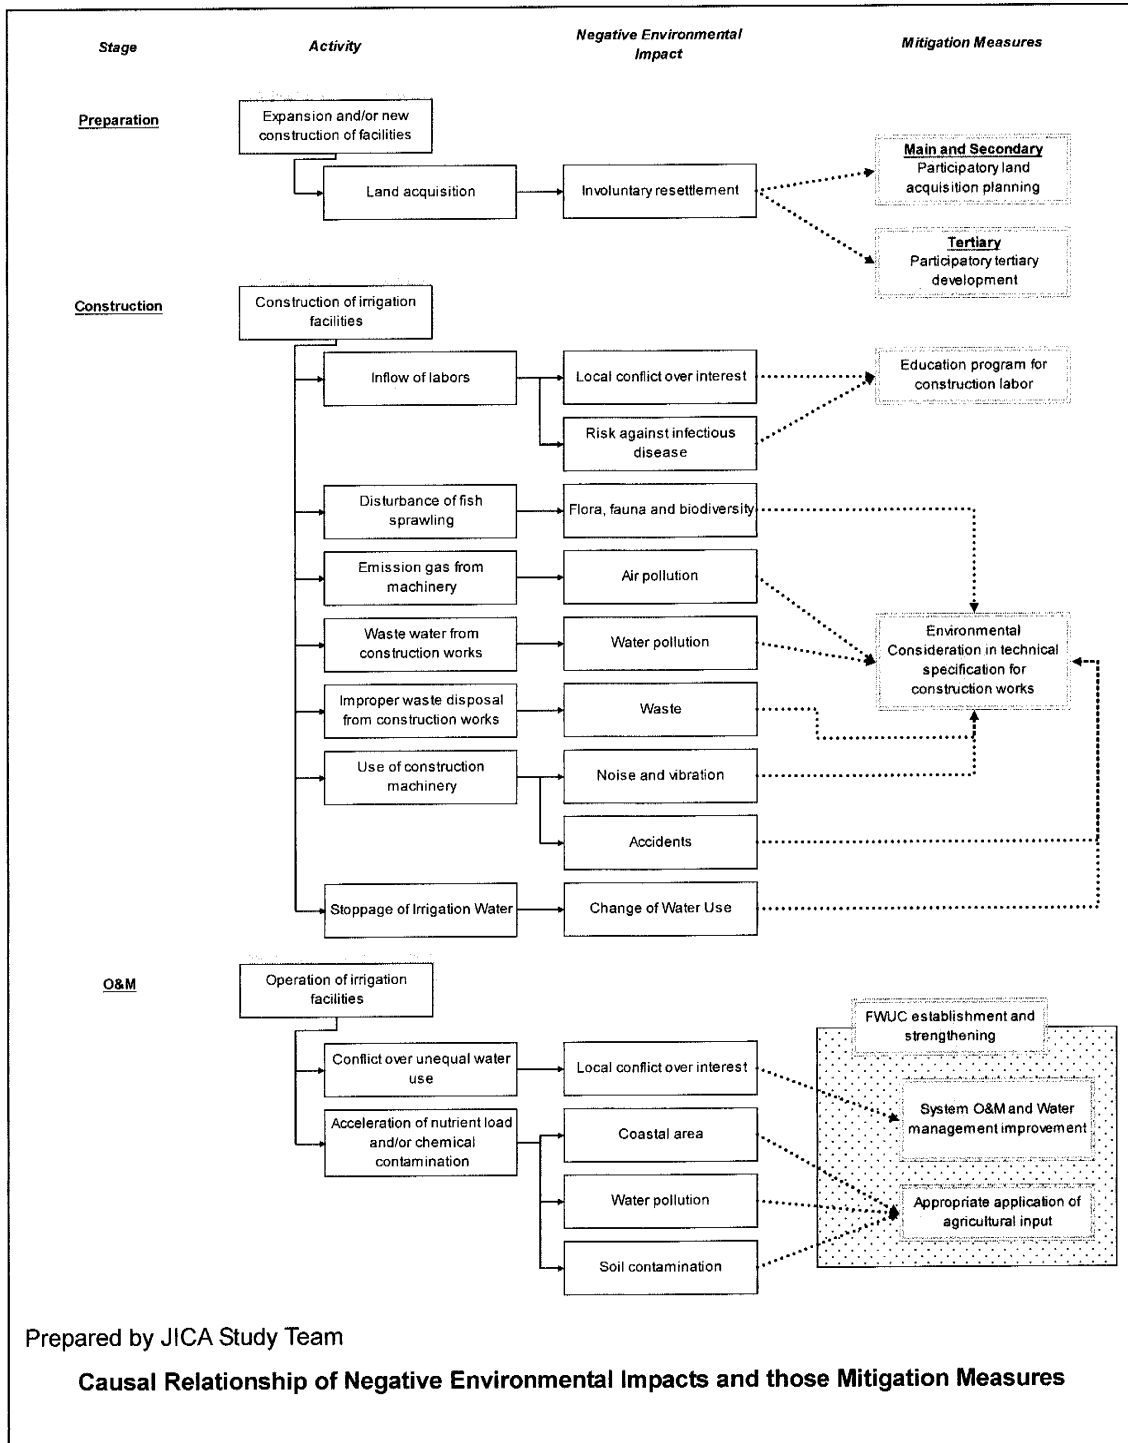 Stage
Activity
Negative Environmental
Impact
Mitigation Measures
Preparation
Expansion and/or new
construction of facilities
Land acquisition
Involuntary resettlement
Main and Secondary
Participatory land
acquisition planning
Tertiary
Participatory tertiary
development
Construction
Construction of irrigation
facilities
Inflow of labors
Local conflict over interest
Education program for
construction labor
Risk against infectious
disease
Disturbance of fish
sprawling
Flora, fauna and biodiversity
Emission gas from
machinery
Air pollution
Waste water from
construction works
Water pollution
Environmental
Consideration in technical
specification for
construction works
Improper waste disposal
from construction works
Waste
Use of construction
machinery
Noise and vibration
Accidents
Stoppage of Irrigation Water
Change of Water Use
O&M
Operation of irrigation
facilities
FWUC establishment and
strengthening
Conflict over unequal water
use
Local conflict over interest
System O&M and Water
management improvement
Acceleration of nutrient load
and/or chemical
contamination
Coastal area
Water pollution
Appropriate application of
agricultural input
Soil contamination
Prepared by JICA Study Team
Causal Relationship of Negative Environmental Impacts and those Mitigation Measures